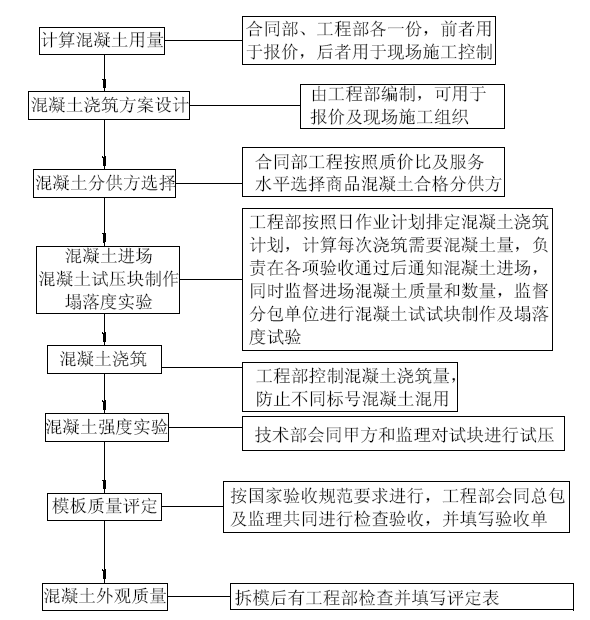 计算混凝土用量
合同部、工程部各一份，前者用
于报价，后者用于现场施工控制
混凝土浇筑方案设计
由工程部编制，可用于
报价及现场施工组织
混凝土分供方选择
合同部工程按照质价比及服务
水平选择商品混凝土合格分供方
混凝土进场
混凝土试压块制作
塌落度实验
工程部按照日作业计划排定混凝土浇筑
计划，计算每次浇筑需要混凝土量，负
责在各项验收通过后通知混凝土进场，
同时监督进场混凝土质量和数量，监督
分包单位进行混凝土试试块制作及塌落
度试验
混凝土浇筑
工程部控制混凝土浇筑量，
防止不同标号混凝土混用
混凝土强度实验
技术部会同甲方和监理对试块进行试压
模板质量评定
按国家验收规范要求进行，工程部会同总包
及监理共同进行检查验收，并填写验收单
混凝土外观质量
拆模后有工程部检查并填写评定表